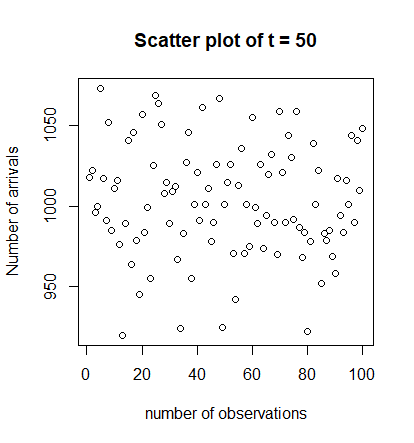 Scatter plot of t = 50
Number of arrivals
1050
1000
950
0 20 40 60 80 100
number of observations